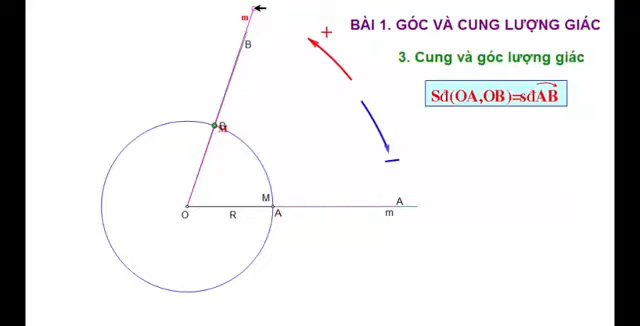 BÀI 1. GÓC VÀ CUNG LƯỢNG GIÁC
3. Cung và góc lượng giác
Sđ(OA,OB)=sđAB
m
B
M
M
A
O
R
A
m